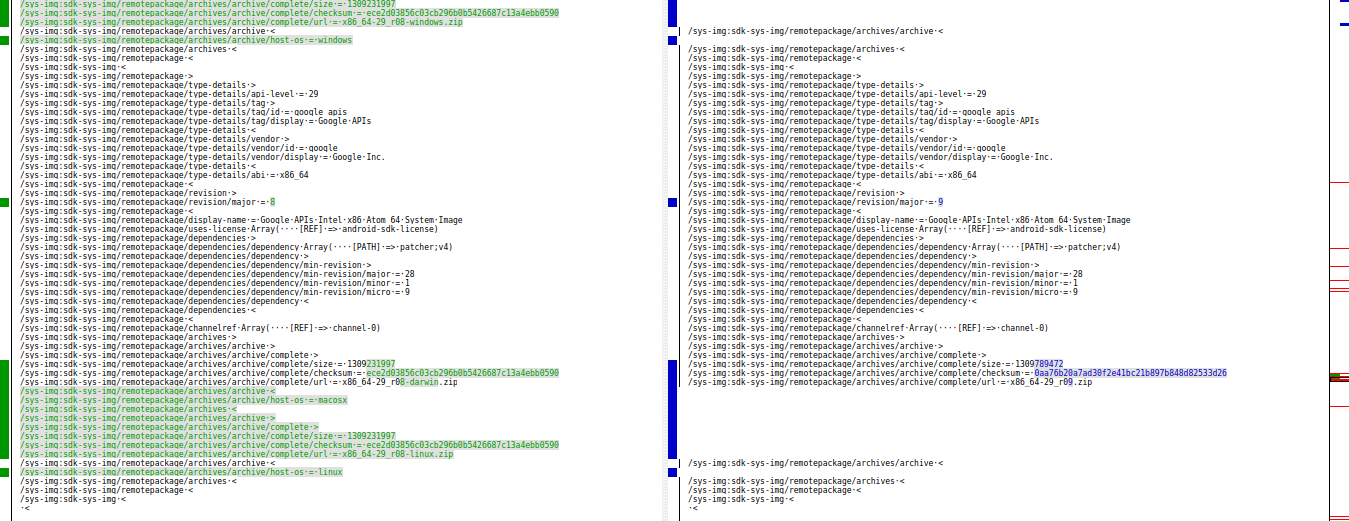 /sys-img:sdk-sys-img/remotepackage/archives/archive/complete/size·=·1309231997
/sys-img:sdk-sys-img/remotepackage/archives/archive/complete/checksum·=·ece2d03856c03cb296b0b5426687c13a4ebb0590
/sys-img:sdk-sys-img/remotepackage/archives/archive/complete/url·=·x86_64-29_r08-windows.zip
/sys-img:sdk-sys-img/remotepackage/archives/archive·<
/sys-img:sdk-sys-img/remotepackage/archives/archive/host-os·=·windows
/sys-img:sdk-sys-img/remotepackage/archives·<
/sys-img:sdk-sys-img/remotepackage·<
/sys-img:sdk-sys-img·<
/sys-img:sdk-sys-img/remotepackage·>
/sys-img:sdk-sys-img/remotepackage/type-details·>
/sys-img:sdk-sys-img/remotepackage/type-details/api-level·=·29
/sys-img:sdk-sys-img/remotepackage/type-details/tag·>
/sys-img:sdk-sys-img/remotepackage/type-details/tag/id·=·google_apis
/sys-img:sdk-sys-img/remotepackage/type-details/tag/display·=·Google·APIs
/sys-img:sdk-sys-img/remotepackage/type-details·<
/sys-img:sdk-sys-img/remotepackage/type-details/vendor·>
/sys-img:sdk-sys-img/remotepackage/type-details/vendor/id·=·google
/sys-img:sdk-sys-img/remotepackage/type-details/vendor/display·=·Google·Inc.
/sys-img:sdk-sys-img/remotepackage/type-details·<
/sys-img:sdk-sys-img/remotepackage/type-details/abi·=·x86_64
/sys-img:sdk-sys-img/remotepackage·<
/sys-img:sdk-sys-img/remotepackage/revision·>
/sys-img:sdk-sys-img/remotepackage/revision/major·=·8
/sys-img:sdk-sys-img/remotepackage·<
/sys-img:sdk-sys-img/remotepackage/display-name·=·Google·APIs·Intel·x86·Atom_64·System·Image
/sys-img:sdk-sys-img/remotepackage/uses-license·Array(····[REF]·=>·android-sdk-license)
/sys-img:sdk-sys-img/remotepackage/dependencies·>
/sys-img:sdk-sys-img/remotepackage/dependencies/dependency·Array(····[PATH]·=>·patcher;v4)
/sys-img:sdk-sys-img/remotepackage/dependencies/dependency·>
/sys-img:sdk-sys-img/remotepackage/dependencies/dependency/min-revision·>
/sys-img:sdk-sys-img/remotepackage/dependencies/dependency/min-revision/major·=·28
/sys-img:sdk-sys-img/remotepackage/dependencies/dependency/min-revision/minor·=·1
/sys-img:sdk-sys-img/remotepackage/dependencies/dependency/min-revision/micro·=·9
/sys-img:sdk-sys-img/remotepackage/dependencies/dependency·<
/sys-img:sdk-sys-img/remotepackage/dependencies·<
/sys-img:sdk-sys-img/remotepackage·<
/sys-img:sdk-sys-img/remotepackage/channelref·Array(····[REF]·=>·channel-0)
/sys-img:sdk-sys-img/remotepackage/archives·>
/sys-img:sdk-sys-img/remotepackage/archives/archive·>
/sys-img:sdk-sys-img/remotepackage/archives/archive/complete·>
/sys-img:sdk-sys-img/remotepackage/archives/archive/complete/size·=·1309231997
/sys-img:sdk-sys-img/remotepackage/archives/archive/complete/checksum·=·ece2d03856c03cb296b0b5426687c13a4ebb0590
/sys-img:sdk-sys-img/remotepackage/archives/archive/complete/url·=·x86_64-29_r08-darwin.zip
/sys-img:sdk-sys-img/remotepackage/archives/archive·<
/sys-img:sdk-sys-img/remotepackage/archives/archive/host-os·=·macosx
/sys-img:sdk-sys-img/remotepackage/archives·<
/sys-img:sdk-sys-img/remotepackage/archives/archive·>
/sys-img:sdk-sys-img/remotepackage/archives/archive/complete·>
/sys-img:sdk-sys-img/remotepackage/archives/archive/complete/size·=·1309231997
/sys-img:sdk-sys-img/remotepackage/archives/archive/complete/checksum·=·ece2d03856c03cb296b0b5426687c13a4ebb0590
/sys-img:sdk-sys-img/remotepackage/archives/archive/complete/url·=·x86_64-29_r08-linux.zip
/sys-img:sdk-sys-img/remotepackage/archives/archive·<
/sys-img:sdk-sys-img/remotepackage/archives/archive/host-os·=·linux
/sys-img:sdk-sys-img/remotepackage/archives·<
/sys-img:sdk-sys-img/remotepackage·<
/sys-img:sdk-sys-img·<
·<
/sys-img:sdk-sys-img/remotepackage/archives/archive·<
/sys-img:sdk-sys-img/remotepackage/archives·<
/sys-img:sdk-sys-img/remotepackage·<
/sys-img:sdk-sys-img·<
/sys-img:sdk-sys-img/remotepackage·>
/sys-img:sdk-sys-img/remotepackage/type-details·>
/sys-img:sdk-sys-img/remotepackage/type-details/api-level·=·29
/sys-img:sdk-sys-img/remotepackage/type-details/tag·>
/sys-img:sdk-sys-img/remotepackage/type-details/tag/id·=·google_apis
/sys-img:sdk-sys-img/remotepackage/type-details/tag/display·=·Google·APIs
/sys-img:sdk-sys-img/remotepackage/type-details·<
/sys-img:sdk-sys-img/remotepackage/type-details/vendor·>
/sys-img:sdk-sys-img/remotepackage/type-details/vendor/id·=·google
/sys-img:sdk-sys-img/remotepackage/type-details/vendor/display·=·Google·Inc.
/sys-img:sdk-sys-img/remotepackage/type-details·<
/sys-img:sdk-sys-img/remotepackage/type-details/abi·=·x86_64
/sys-img:sdk-sys-img/remotepackage·<
/sys-img:sdk-sys-img/remotepackage/revision·>
/sys-img:sdk-sys-img/remotepackage/revision/major·=·9
/sys-img:sdk-sys-img/remotepackage·<
/sys-img:sdk-sys-img/remotepackage/display-name·=·Google·APIs·Intel·x86·Atom_64·System·Image
/sys-img:sdk-sys-img/remotepackage/uses-license·Array(····[REF]·=>·android-sdk-license)
/sys-img:sdk-sys-img/remotepackage/dependencies·>
/sys-img:sdk-sys-img/remotepackage/dependencies/dependency·Array(····[PATH]·=>·patcher;v4)
/sys-img:sdk-sys-img/remotepackage/dependencies/dependency·>
/sys-img:sdk-sys-img/remotepackage/dependencies/dependency/min-revision·>
/sys-img:sdk-sys-img/remotepackage/dependencies/dependency/min-revision/major·=·28
/sys-img:sdk-sys-img/remotepackage/dependencies/dependency/min-revision/minor·=·1
/sys-img:sdk-sys-img/remotepackage/dependencies/dependency/min-revision/micro·=·9
/sys-img:sdk-sys-img/remotepackage/dependencies/dependency·<
/sys-img:sdk-sys-img/remotepackage/dependencies·<
/sys-img:sdk-sys-img/remotepackage·<
/sys-img:sdk-sys-img/remotepackage/channelref·Array(····[REF]·=>·channel-0)
/sys-img:sdk-sys-img/remotepackage/archives·>
/sys-img:sdk-sys-img/remotepackage/archives/archive·>
/sys-img:sdk-sys-img/remotepackage/archives/archive/complete·>
/sys-img:sdk-sys-img/remotepackage/archives/archive/complete/size·=·1309789472
/sys-img:sdk-sys-img/remotepackage/archives/archive/complete/checksum·=·0aa76b20a7ad30f2e41bc21b897b848d82533d26
/sys-img:sdk-sys-img/remotepackage/archives/archive/complete/url·=·x86_64-29_r09.zip
/sys-img:sdk-sys-img/remotepackage/archives/archive·<
/sys-img:sdk-sys-img/remotepackage/archives·<
/sys-img:sdk-sys-img/remotepackage·<
/sys-img:sdk-sys-img·<
·<